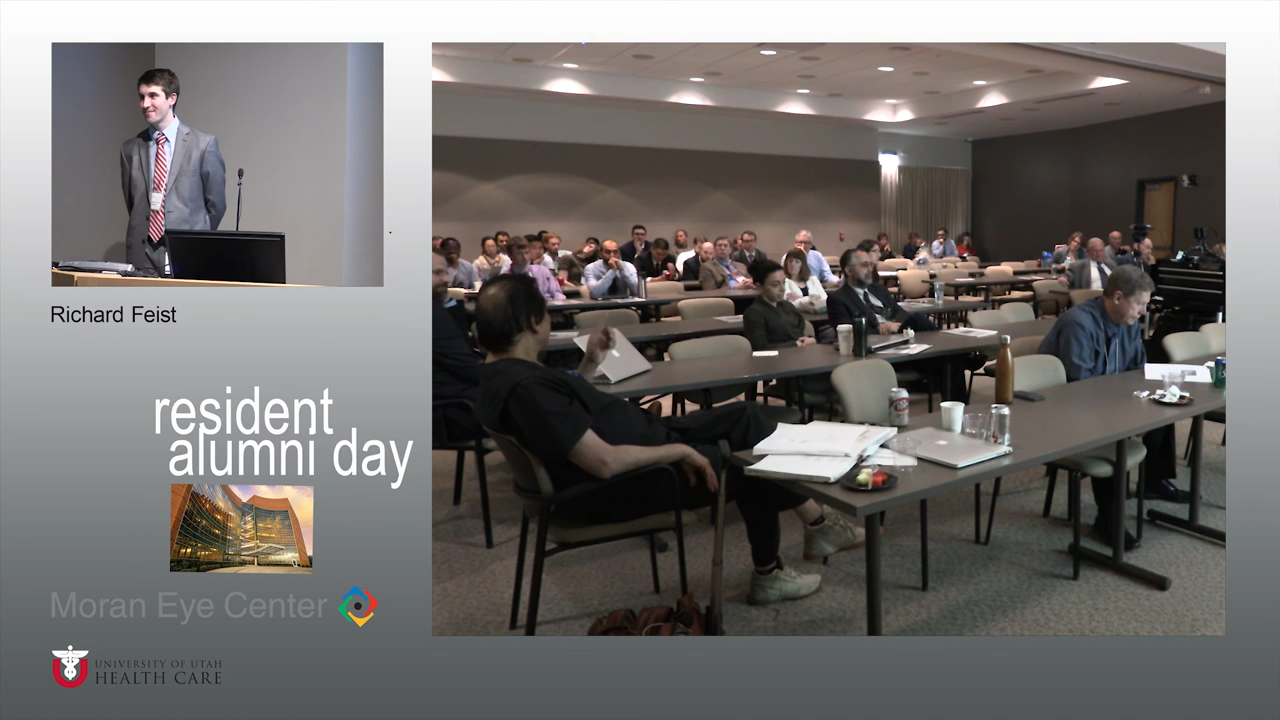 Richard Feist
resident
alumni day
Moran Eye Center
UNIVERSITY OF UTAH
HEALTH CARE